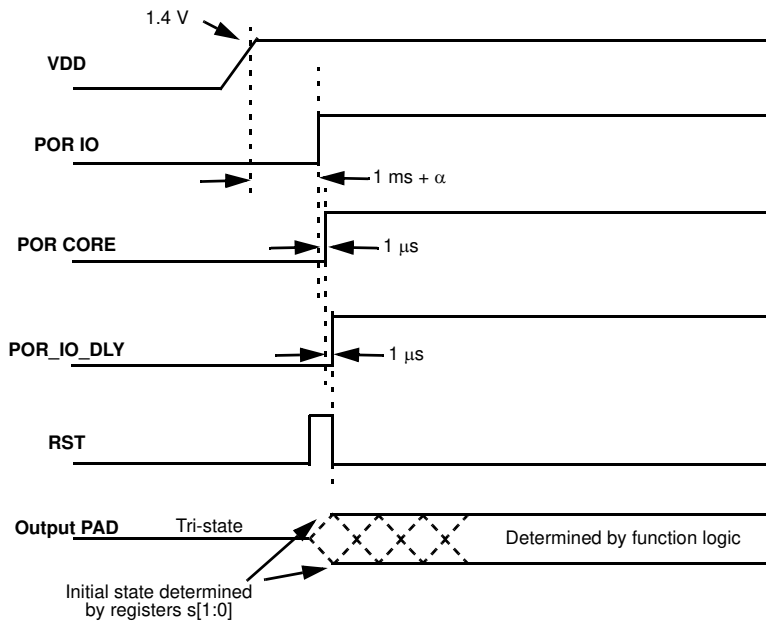 1.4 V
VDD
POR IO
1 ms + α
POR CORE
1 μs
POR_IO_DLY
1 μs
RST
Output PAD
Tri-state
Determined by function logic
Initial state determined
by registers s[1:0]